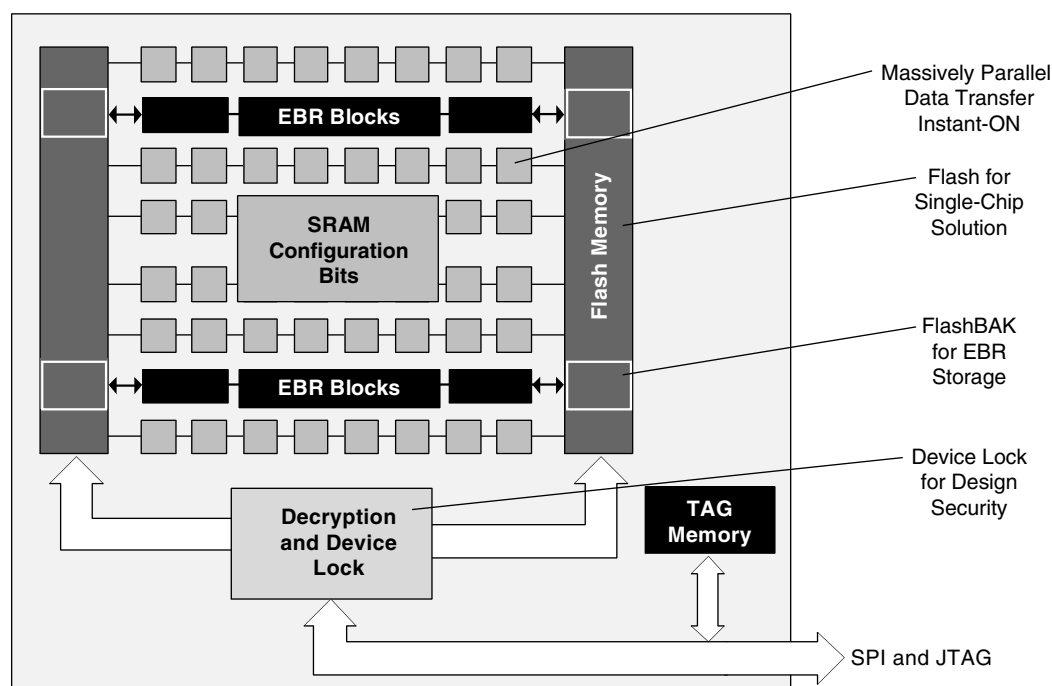 EBR Blocks
SRAM
Configuration
Bits
EBR Blocks
Flash Memory
Decryption
and Device
Lock
TAG
Memory
Massively Parallel
Data Transfer
Instant-ON
Flash for
Single-Chip
Solution
FlashBAK
for EBR
Storage
Device Lock
for Design
Security
SPI and JTAG